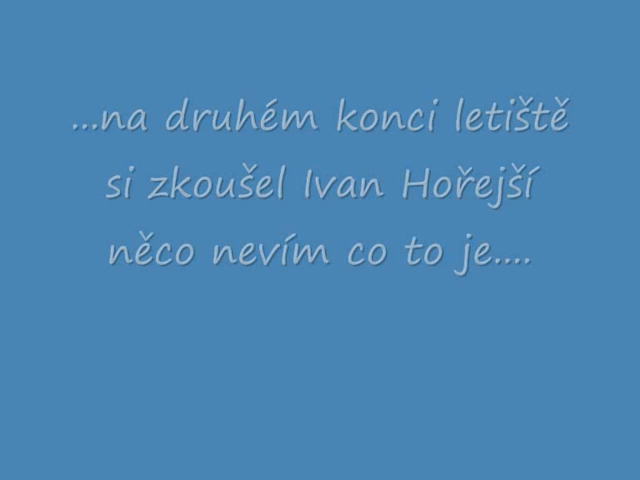 ...na druhém konci letiště
si zkoušel Ivan Hořejší
něco nevím co to je....